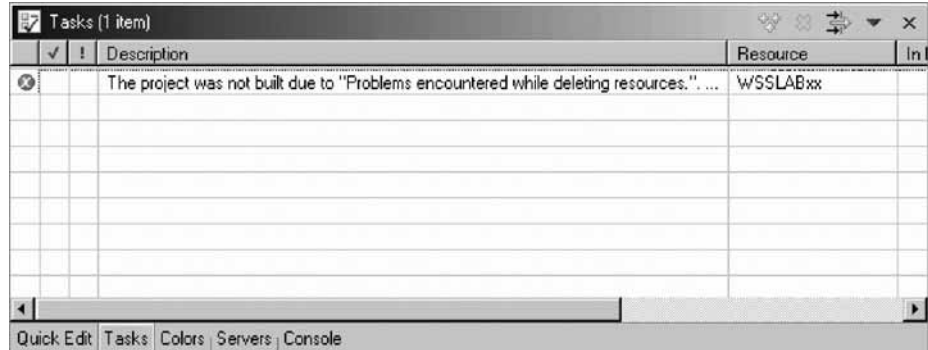 Tasks (1 item)
✓ ! Description Resource In
The project was not built due to "Problems encountered while deleting resources.". ... WSSLABxx
Quick Edit Tasks Colors Servers Console